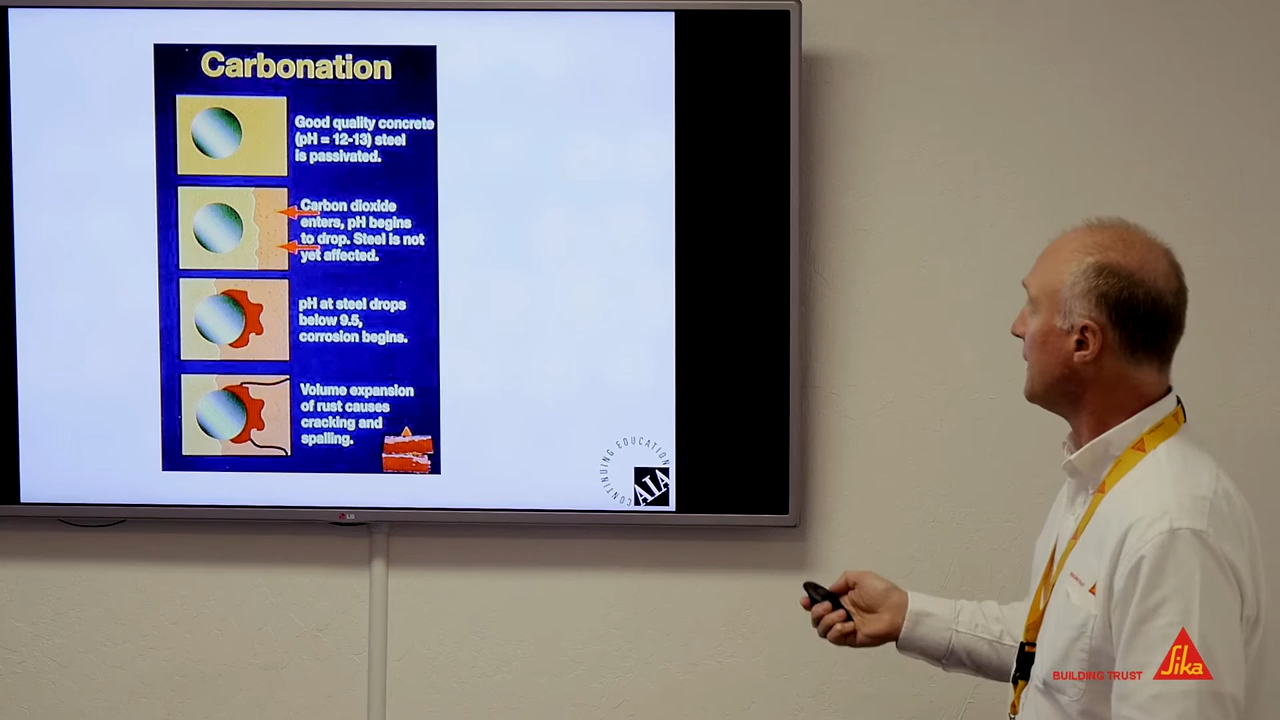 Carbonation
Good quality concrete
(pH = 12-13) steel
is passivated.
Carbon dioxide
enters, pH begins
to drop. Steel is not
yet affected.
pH at steel drops
below 9.5,
corrosion begins.
Volume expansion
of rust causes
cracking and
spalling.
CONTINUING EDUCATION
AIA
LG
BUILDING TRUST
Sika